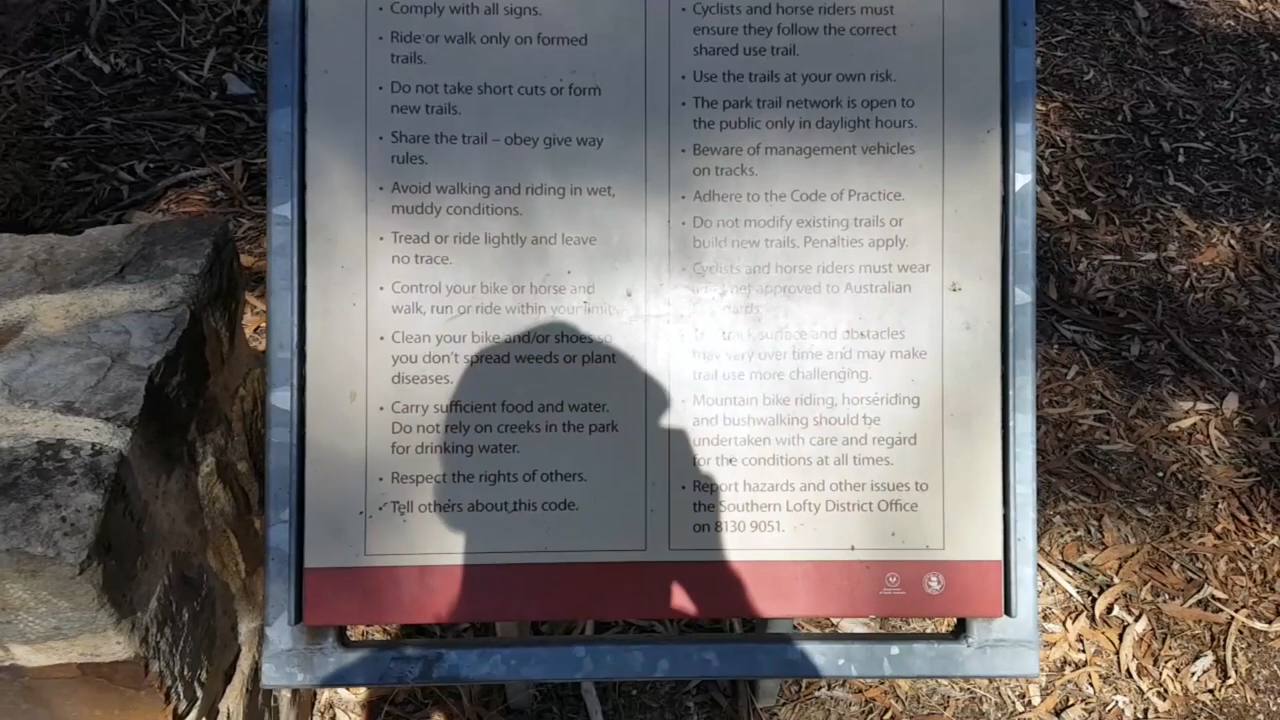 • Comply with all signs.
• Ride or walk only on formed
trails.
• Do not take short cuts or form
new trails.
• Share the trail – obey give way
rules.
• Avoid walking and riding in wet,
muddy conditions.
• Tread or ride lightly and leave
no trace.
• Control your bike or horse and
walk, run or ride within your limits.
• Clean your bike and/or shoes so
you don't spread weeds or plant
diseases.
• Carry sufficient food and water.
Do not rely on creeks in the park
for drinking water.
• Respect the rights of others.
• Tell others about this code.
• Cyclists and horse riders must
ensure they follow the correct
shared use trail.
• Use the trails at your own risk.
• The park trail network is open to
the public only in daylight hours.
• Beware of management vehicles
on tracks.
• Adhere to the Code of Practice.
• Do not modify existing trails or
build new trails. Penalties apply.
• Cyclists and horse riders must wear
approved to Australian
track surface and obstacles
may very over time and may make
trail use more challenging.
• Mountain bike riding, horseriding
and bushwalking should be
undertaken with care and regard
for the conditions at all times.
• Report hazards and other issues to
the Southern Lofty District Office
on 8130 9051.